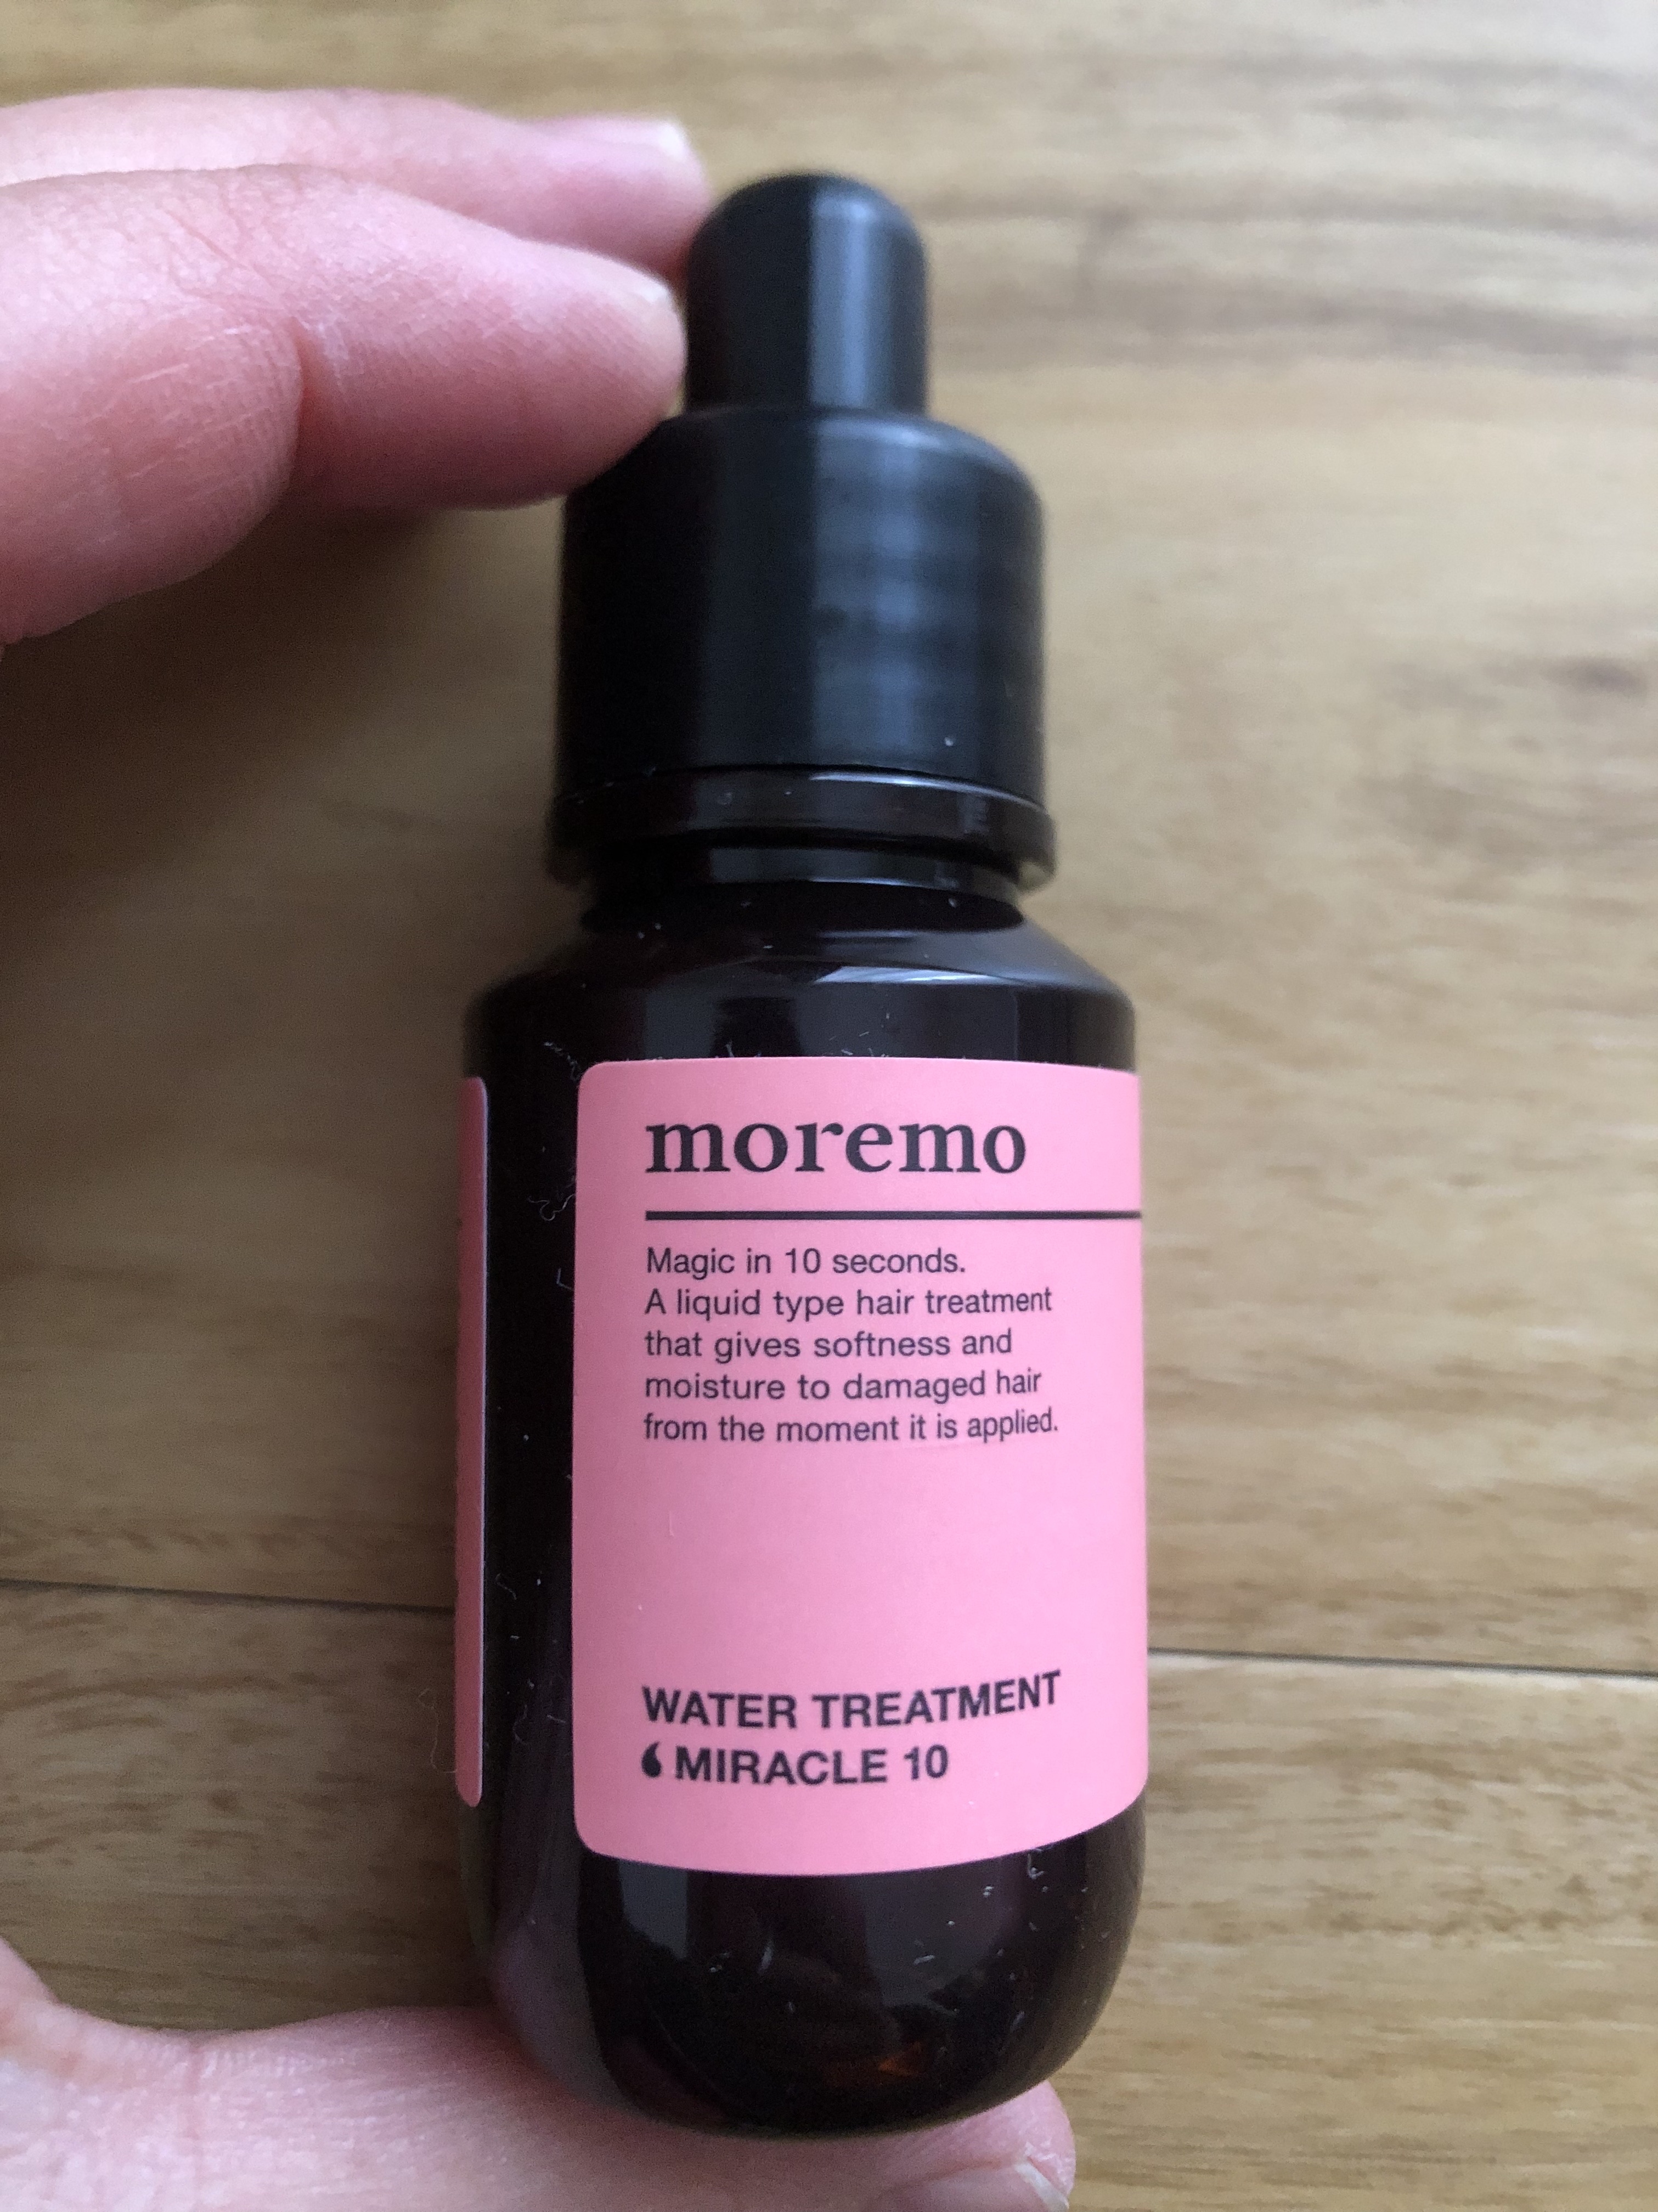 moremo
Magic in 10 seconds.
A liquid type hair treatment
that gives softness and
moisture to damaged hair
from the moment it is applied.
WATER TREATMENT
MIRACLE 10